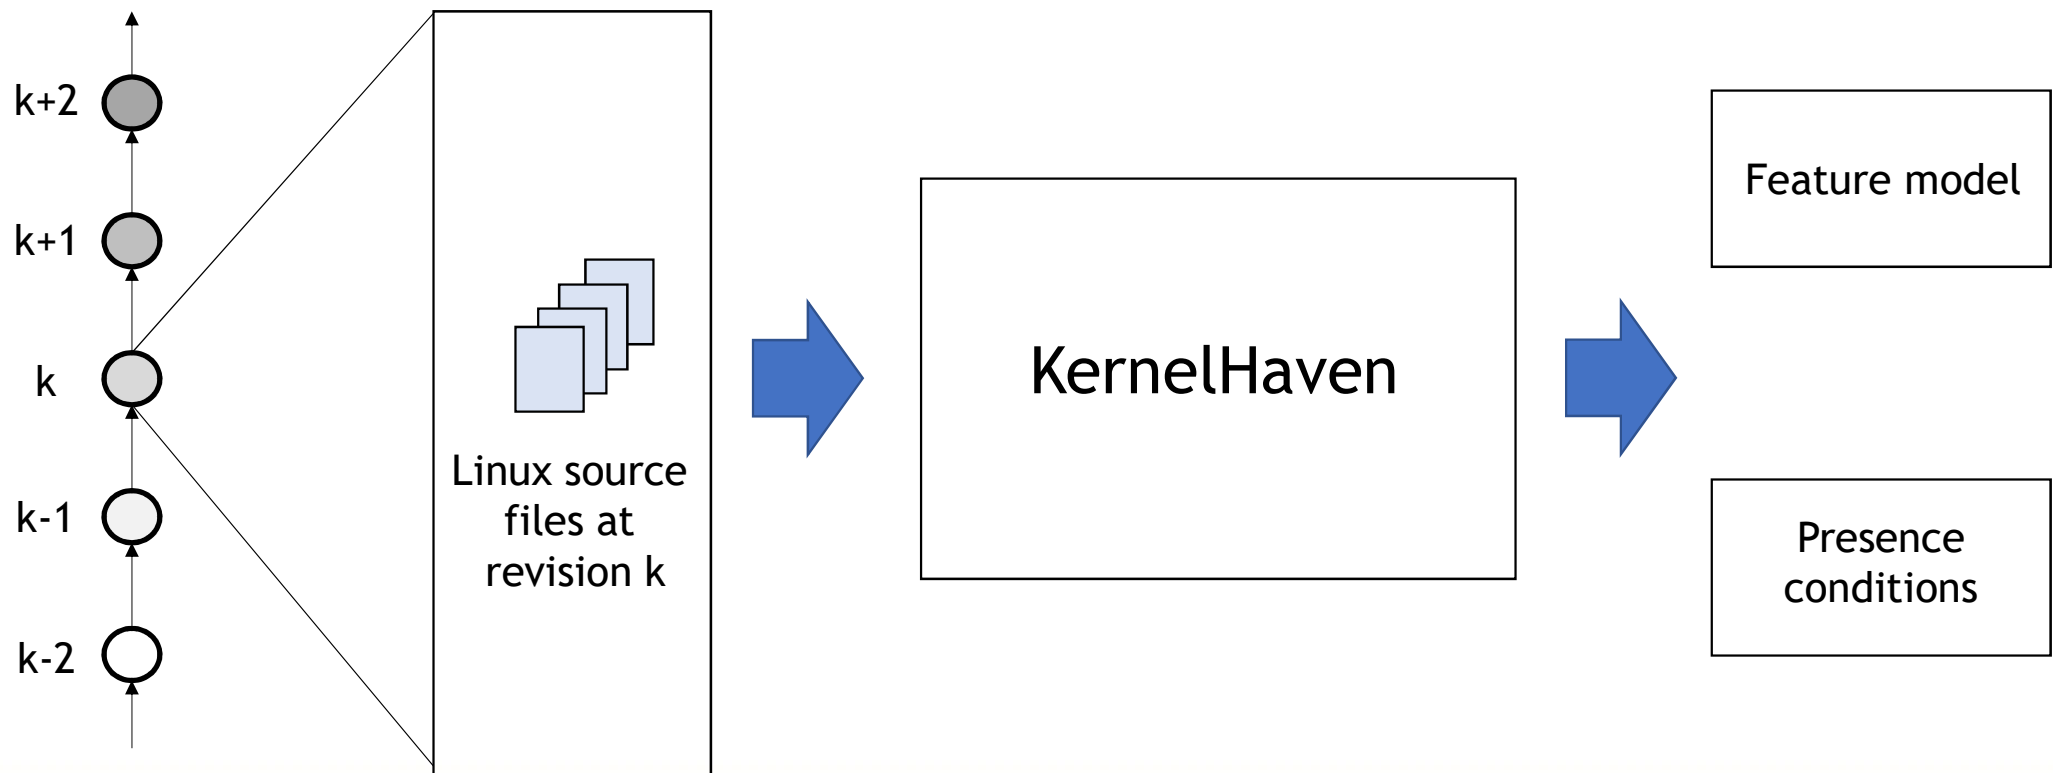 k+2
k+1
k
k-1
k-2
Linux source
files at
revision k
KernelHaven
Feature model
Presence
conditions